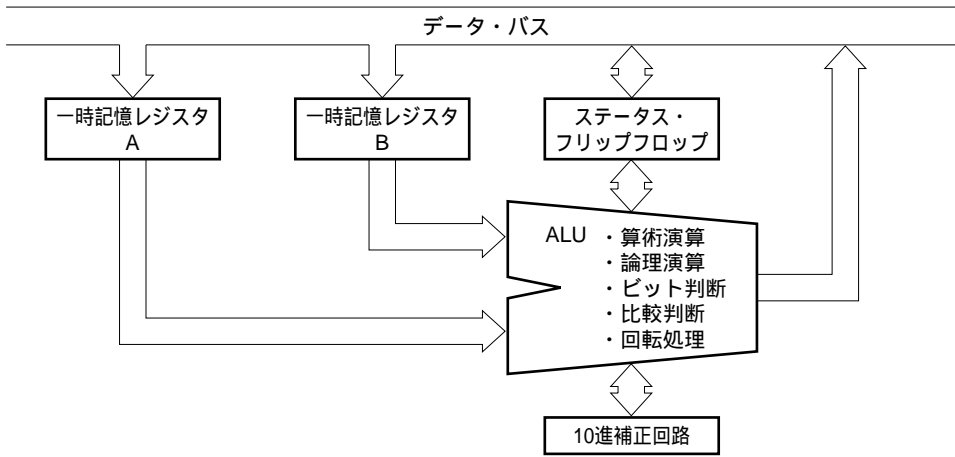 データ・バス
一時記憶レジスタ
A
一時記憶レジスタ
B
ステータス・
フリップフロップ
ALU
・算術演算
・論理演算
・ビット判断
・比較判断
・回転処理
10進補正回路